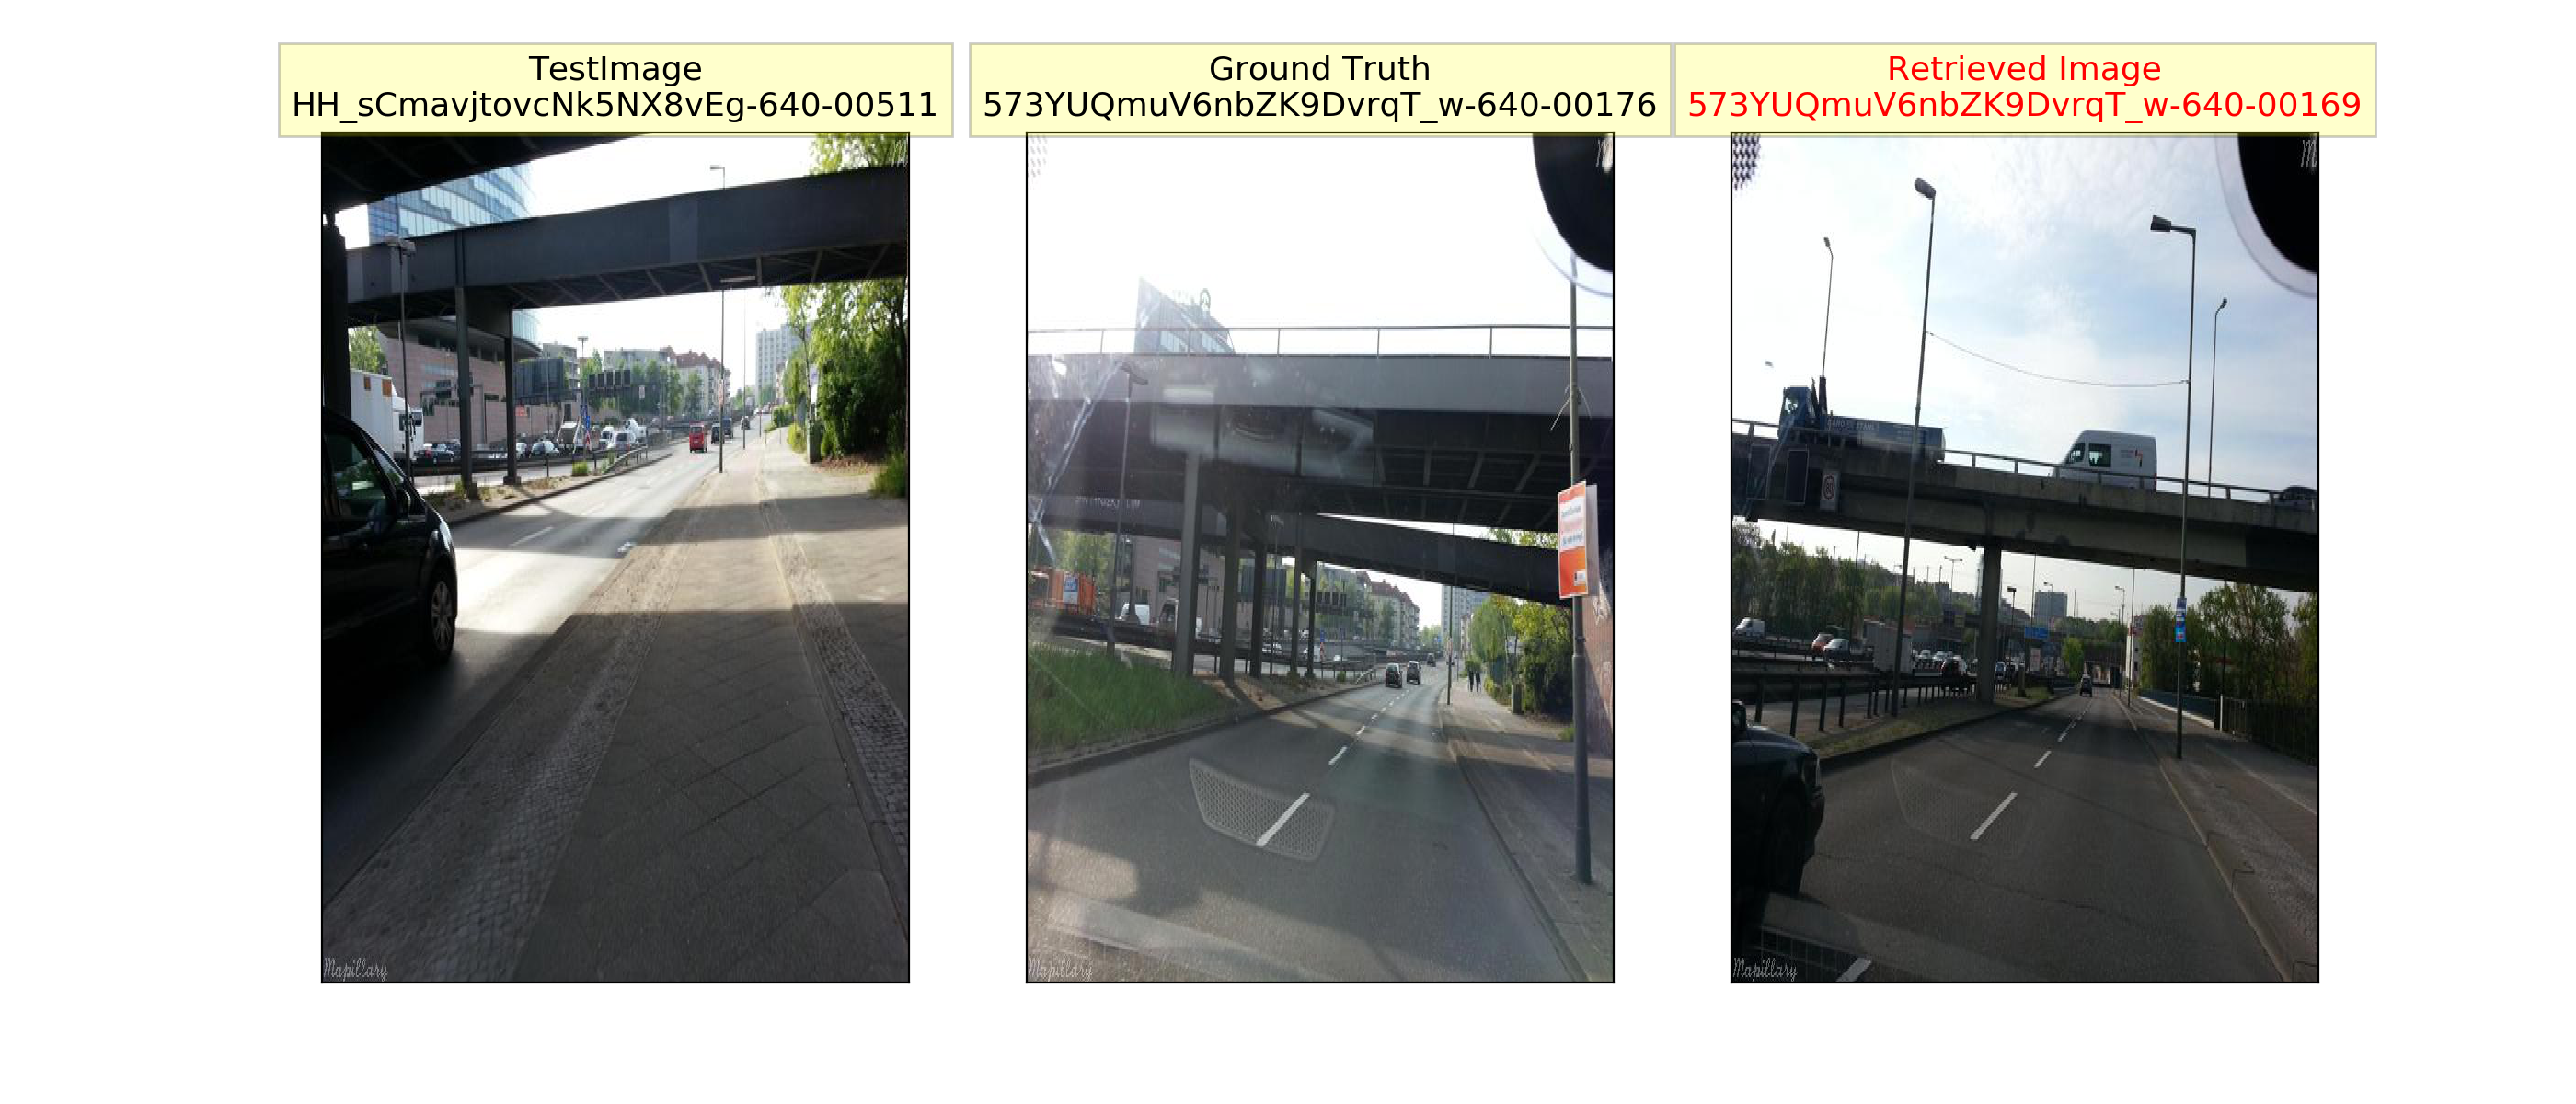 TestImage
HH_sCmavjtovcNk5NX8vEg-640-00511
Ground Truth
573YUQmuV6nbZK9DvrqT_w-640-00176
Retrieved Image
573YUQmuV6nbZK9DvrqT_w-640-00169
Mapillary
Mapillary
Mapillary